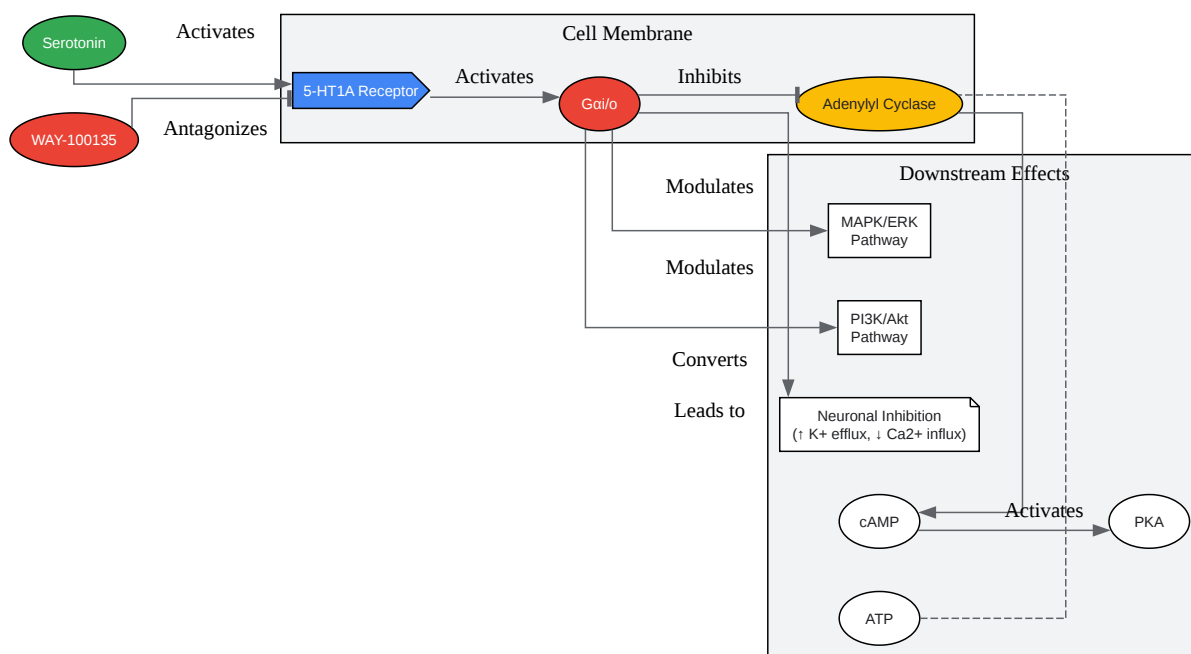 Cell Membrane
Activates
Serotonin
Activates
Inhibits
5-HT1A Receptor
Gαi/o
Adenylyl Cyclase
Antagonizes
WAY-100135
Downstream Effects
Modulates
MAPK/ERK
Pathway
Modulates
PI3K/Akt
Pathway
Converts
Leads to
Neuronal Inhibition
(↑ K+ efflux, ↓ Ca2+ influx)
Activates
cAMP
PKA
ATP